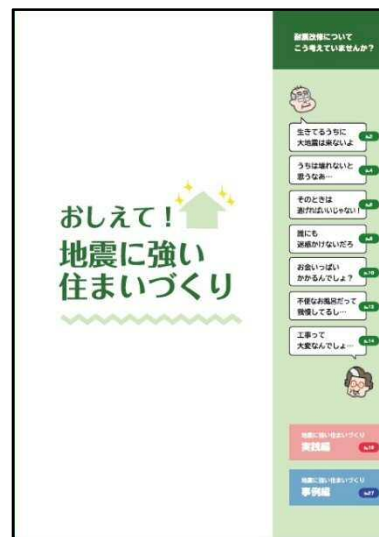 おしえて!
地震に強い
住まいづくり
耐震改修について
こう考えていませんか?
生きてるうちに
大地震は来ないよ
うちは壊れないと
思うなあ…
そのときは
逃げればいいじゃない!
誰にも
迷惑かけないだろ
お金いっぱい
かかるんでしょ?
不便なお風呂だって
我慢してるし…
工事って
大変なんでしょ…
地震に強い住まいづくり
実践編
地震に強い住まいづくり
事例編